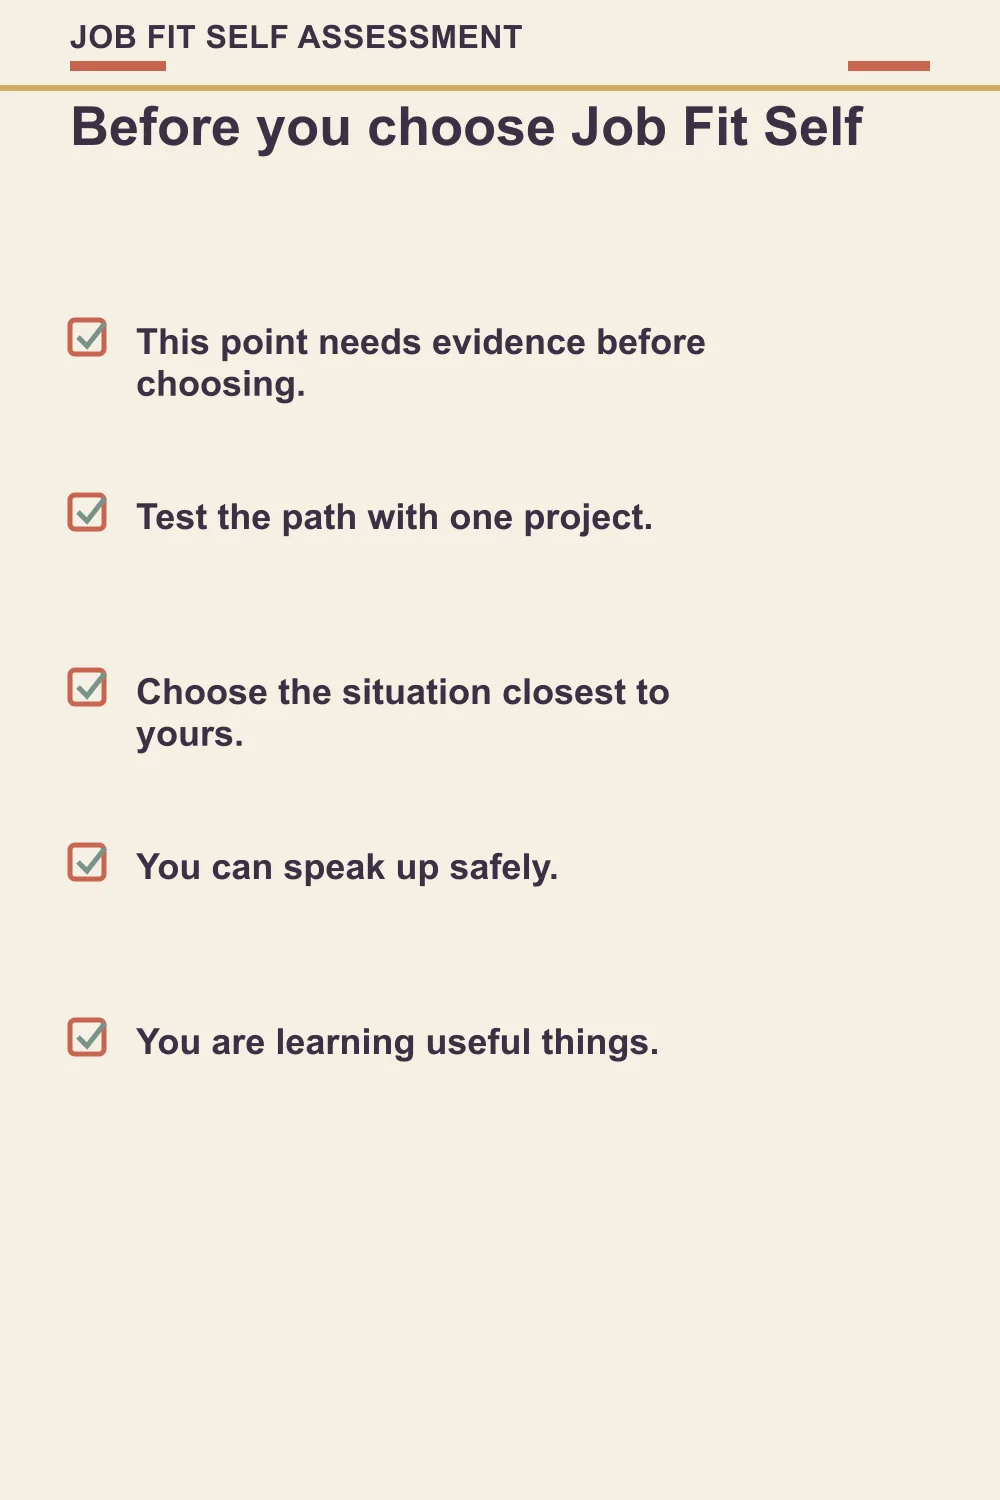 JOB FIT SELF ASSESSMENT
Before you choose Job Fit Self
This point needs evidence before
choosing.
Test the path with one project.
Choose the situation closest to
yours.
You can speak up safely.
You are learning useful things.